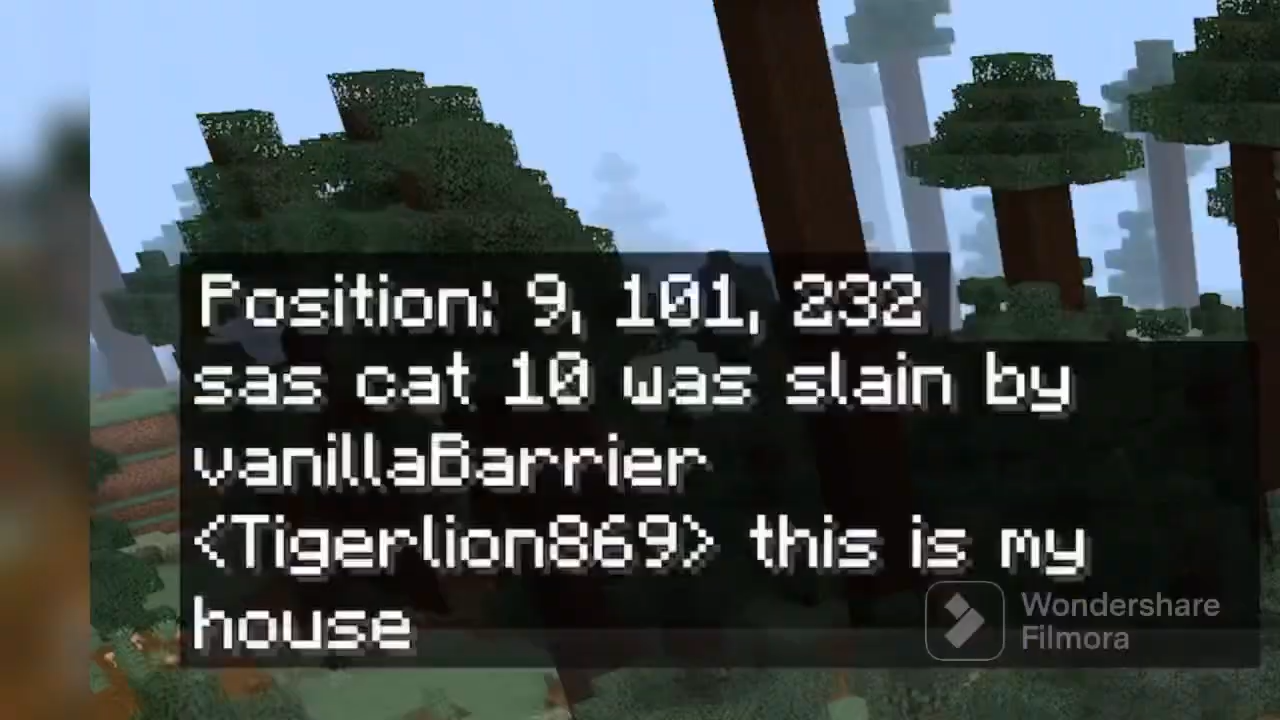 Position: 9, 101, 232
sas cat 10 was slain by
vanillaBarrier
<Tigerlion869> this is my
house
Wondershare
Filmora